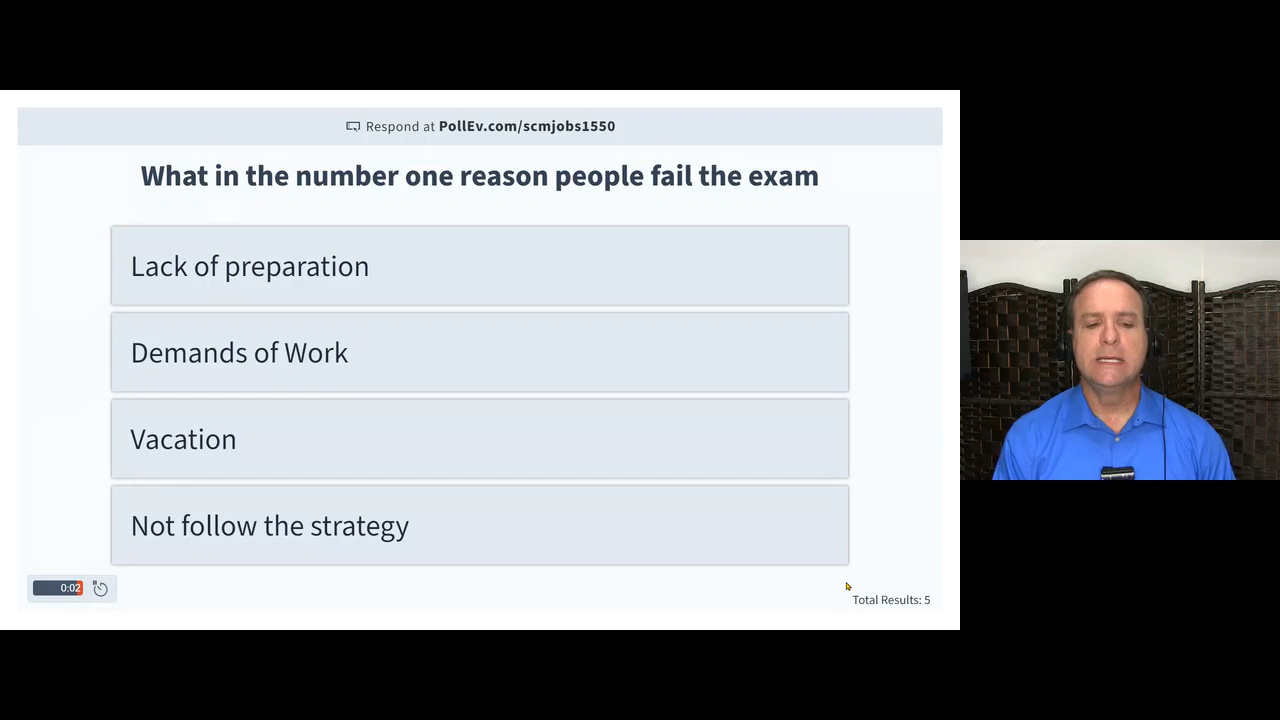 Respond at PollEv.com/scmjobs1550
What in the number one reason people fail the exam
Lack of preparation
Demands of Work
Vacation
Not follow the strategy
0:02
Total Results: 5